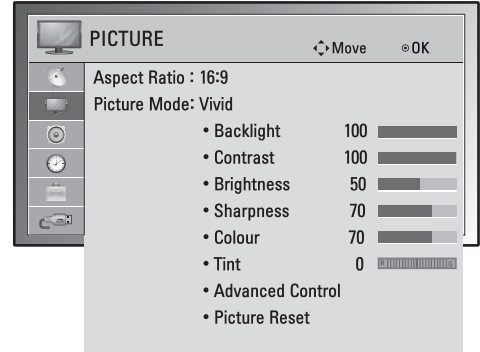 PICTURE
Move ⊙OK
Aspect Ratio : 16:9
Picture Mode: Vivid
• Backlight 100
• Contrast 100
• Brightness 50
• Sharpness 70
• Colour 70
• Tint 0 R G
• Advanced Control
• Picture Reset